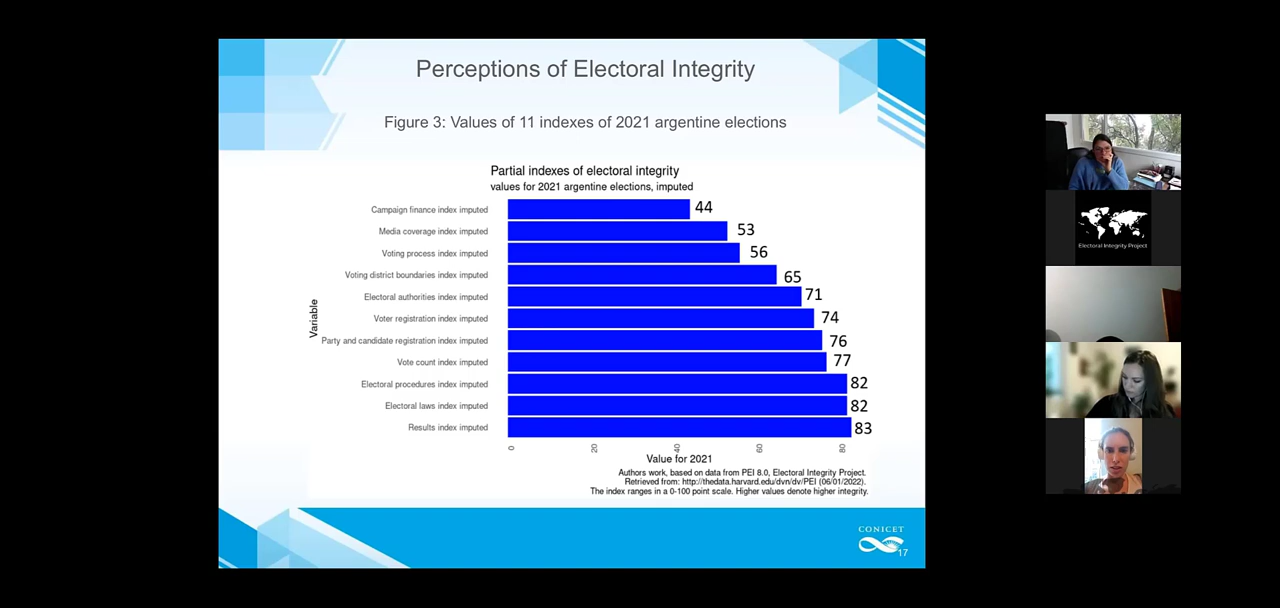 Perceptions of Electoral Integrity
Figure 3: Values of 11 indexes of 2021 argentine elections
Partial indexes of electoral integrity
values for 2021 argentine elections, imputed
Variable
Campaign finance index imputed 44
Media coverage index imputed 53
Voting process index imputed 56
Voting district boundaries index imputed 65
Electoral authorities index imputed 71
Voter registration index imputed 74
Party and candidate registration index imputed 76
Vote count index imputed 77
Electoral procedures index imputed 82
Electoral laws index imputed 82
Results index imputed 83
0 20 40 60 80
Value for 2021
Authors work, based on data from PEI 8.0, Electoral Integrity Project.
Retrieved from: http://thedata.harvard.edu/dvn/dv/PEI (06/01/2022).
The index ranges in a 0-100 point scale. Higher values denote higher integrity.
CONICET
17
Electoral Integrity Project